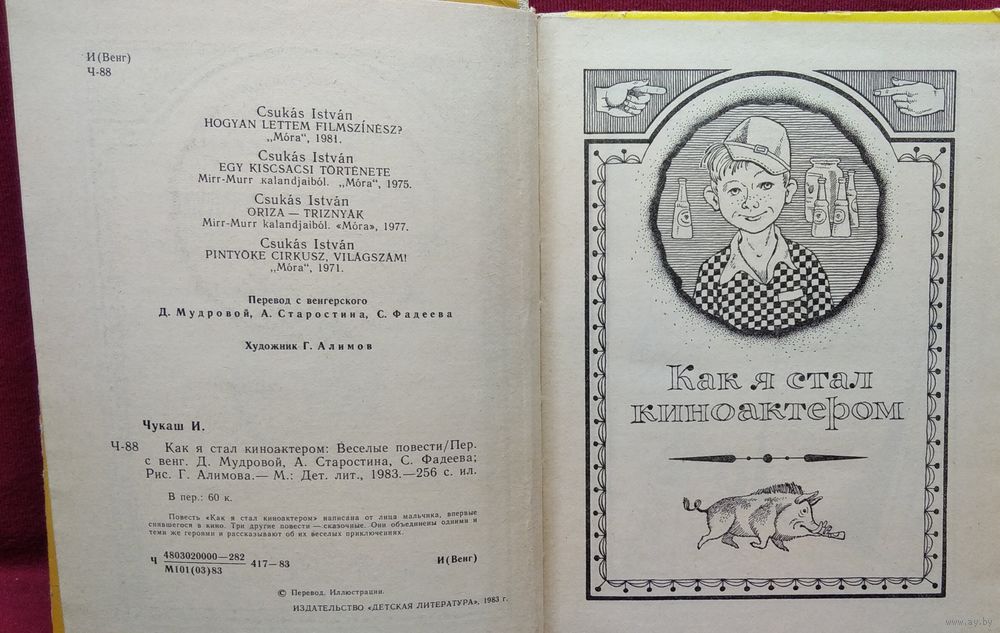 И(Венг)
Ч-88
Csukás István
HOGYAN LETTEM FILMSZÍNÉSZ?
„Móra", 1981.
Csukás István
EGY KISCSACSI TÖRTÉNETE
Mirr-Murr kalandjaiból. „Móra", 1975.
Csukás István
ORIZA — TRIZNYÁK
Mirr-Murr kalandjaiból. «Móra», 1977.
Csukás István
PINTYŐKE CIRKUSZ, VILÁGSZÁM!
„Móra", 1971.
Перевод с венгерского
Д. Мудровой, А. Старостина, С. Фадеева
Художник Г. Алимов
Чукаш И.
Ч-88 Как я стал киноактером: Веселые повести/Пер.
с венг. Д. Мудровой, А. Старостина, С. Фадеева;
Рис. Г. Алимова.— М.: Дет. лит., 1983.—256 с. ил.
В пер.: 60 к.
Повесть «Как я стал киноактером» написана от лица мальчика, впервые
снявшегося в кино. Три другие повести — сказочные. Они объединены одними и
теми же героями и рассказывают об их веселых приключениях.
Ч 4803020000—282
М101(03)83 417—83 И(Венг)
© Перевод. Иллюстрации.
ИЗДАТЕЛЬСТВО «ДЕТСКАЯ ЛИТЕРАТУРА», 1983 г.
Как я стал
киноактером
www.ay.by